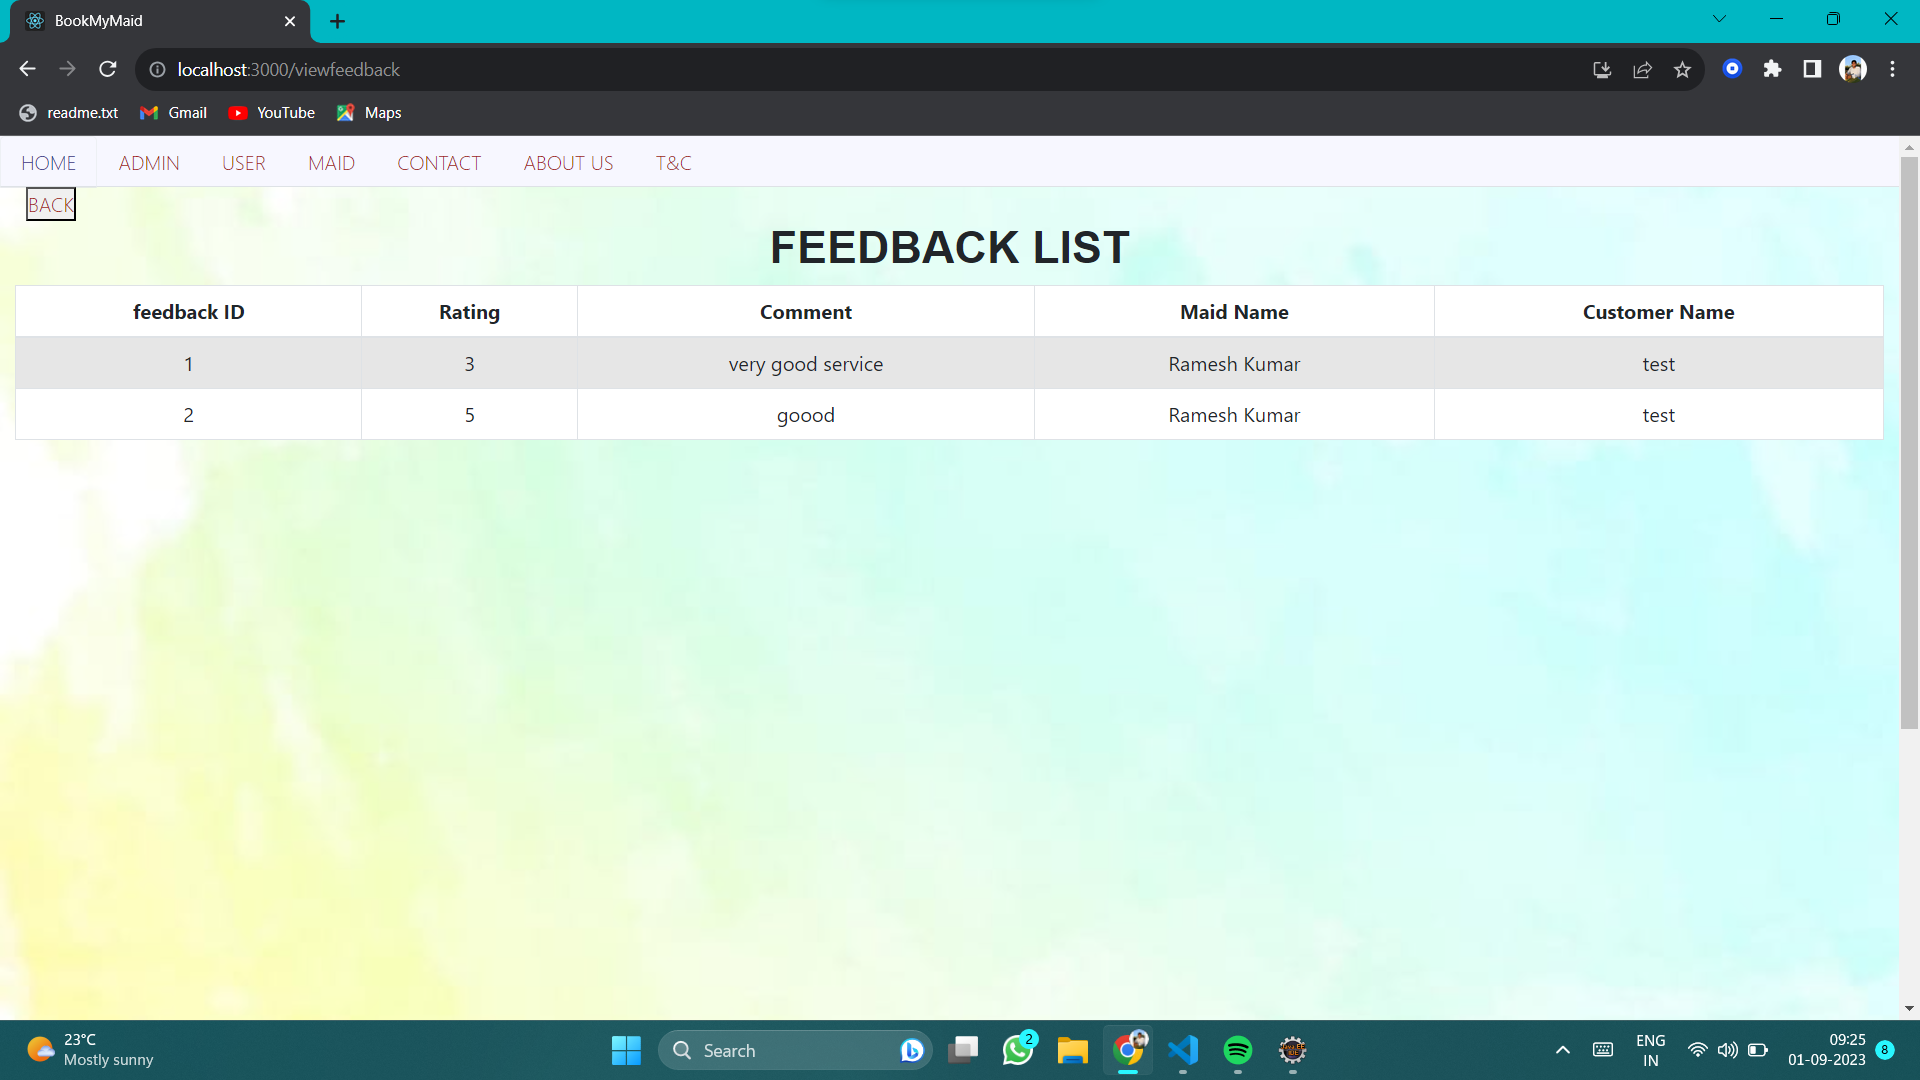 BookMyMaid
localhost:3000/viewfeedback
readme.txt Gmail YouTube Maps
HOME ADMIN USER MAID CONTACT ABOUT US T&C
BACK
FEEDBACK LIST
feedback ID Rating Comment Maid Name Customer Name
1 3 very good service Ramesh Kumar test
2 5 goood Ramesh Kumar test
23°C
Mostly sunny
Search
2
ENG
IN
09:25
01-09-2023
8